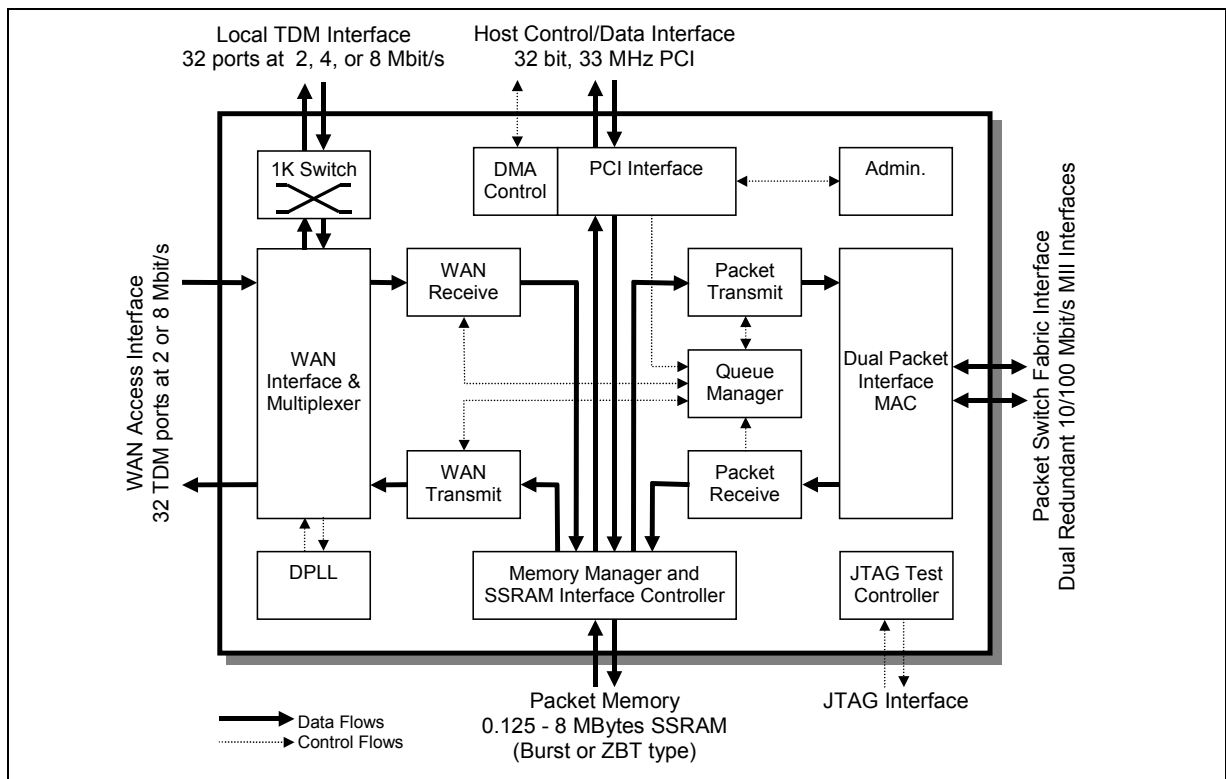 Local TDM Interface
32 ports at 2, 4, or 8 Mbit/s
Host Control/Data Interface
32 bit, 33 MHz PCI
1K Switch
DMA
Control
PCI Interface
Admin.
WAN Access Interface
32 TDM ports at 2 or 8 Mbit/s
WAN
Interface &
Multiplexer
WAN
Receive
Packet
Transmit
Queue
Manager
Dual Packet
Interface
MAC
Packet Switch Fabric Interface
Dual Redundant 10/100 Mbit/s MII Interfaces
WAN
Transmit
Packet
Receive
DPLL
Memory Manager and
SSRAM Interface Controller
JTAG Test
Controller
Packet Memory
0.125 - 8 MBytes SSRAM
(Burst or ZBT type)
JTAG Interface
Data Flows
Control Flows